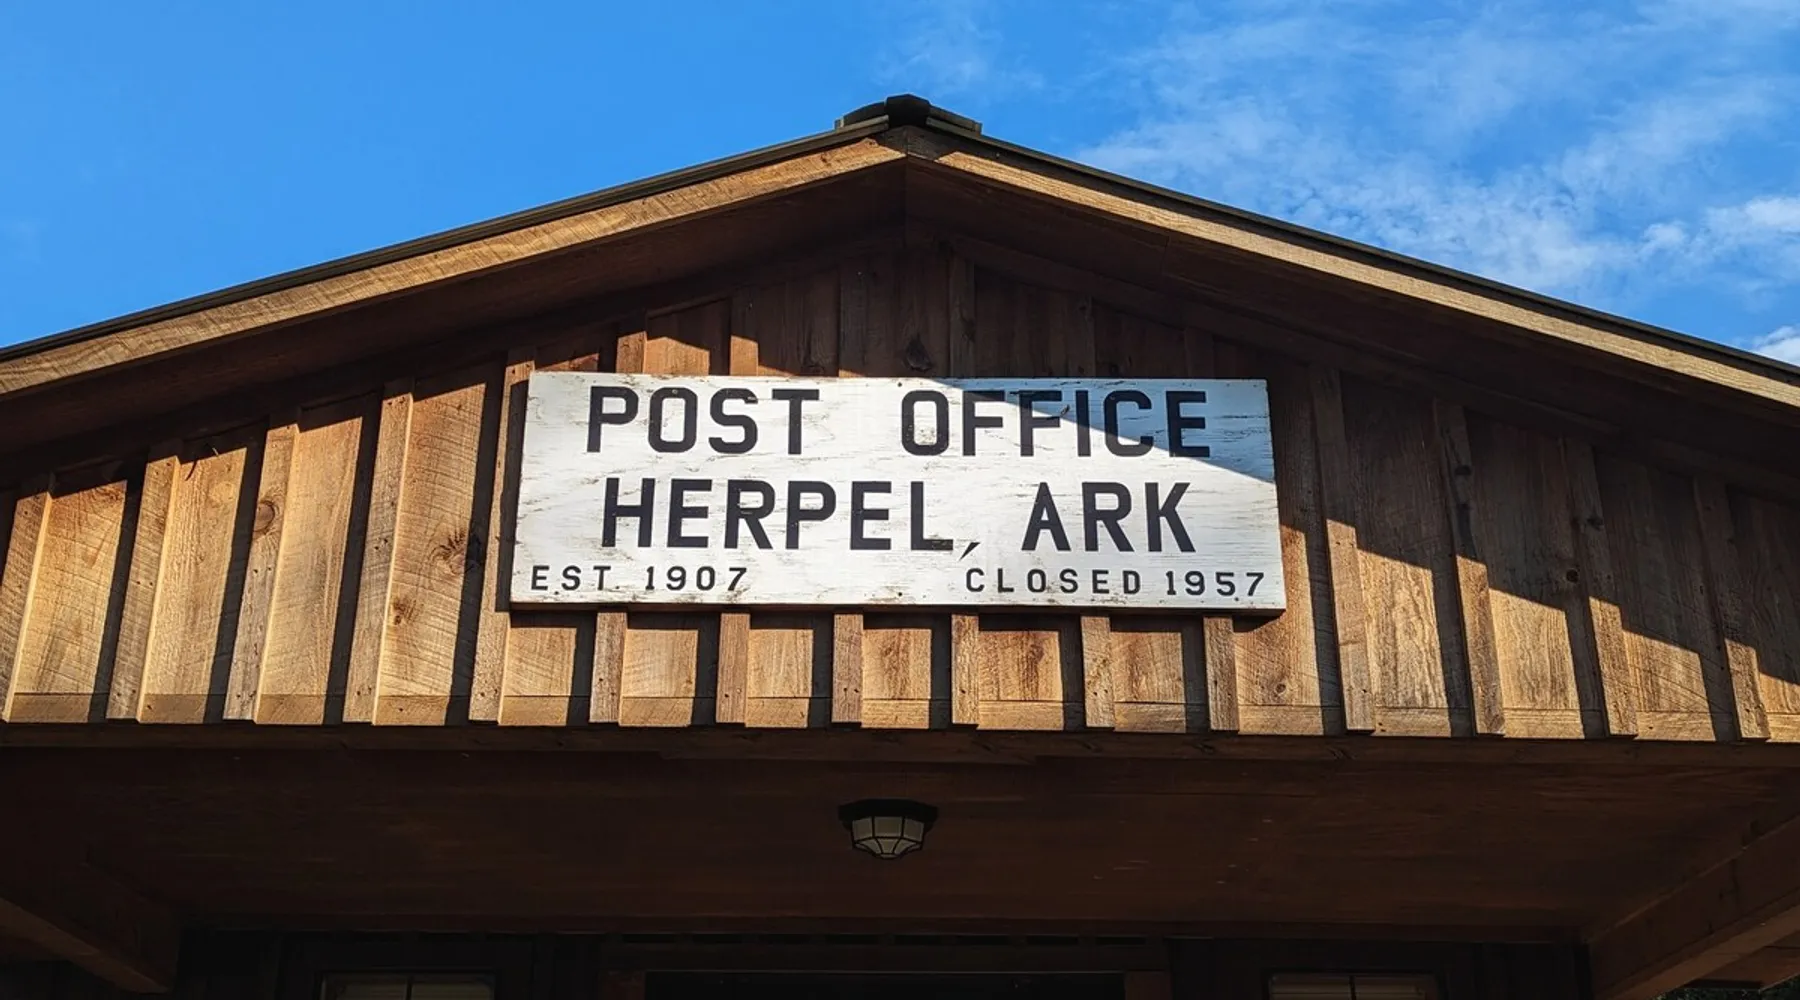 POST OFFICE
HERPEL, ARK
EST. 1907 CLOSED 1957